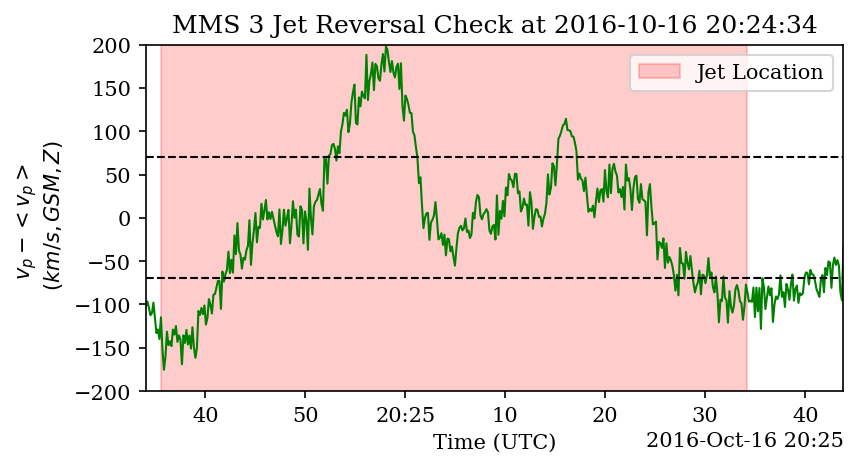 MMS 3 Jet Reversal Check at 2016-10-16 20:24:34
Jet Location
v_p − < v_p >
(km/s, GSM, Z)
200
150
100
50
0
−50
−100
−150
−200
40
50
20:25
10
20
30
40
Time (UTC)
2016-Oct-16 20:25